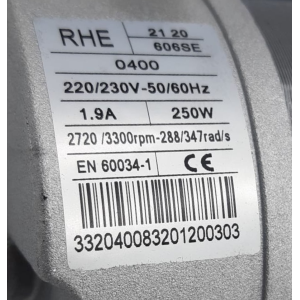 RHE 21 20
606SE
0400
220/230V-50/60Hz
1.9A 250W
2720 /3300rpm-288/347rad/s
EN 60034-1 CE
332040083201200303